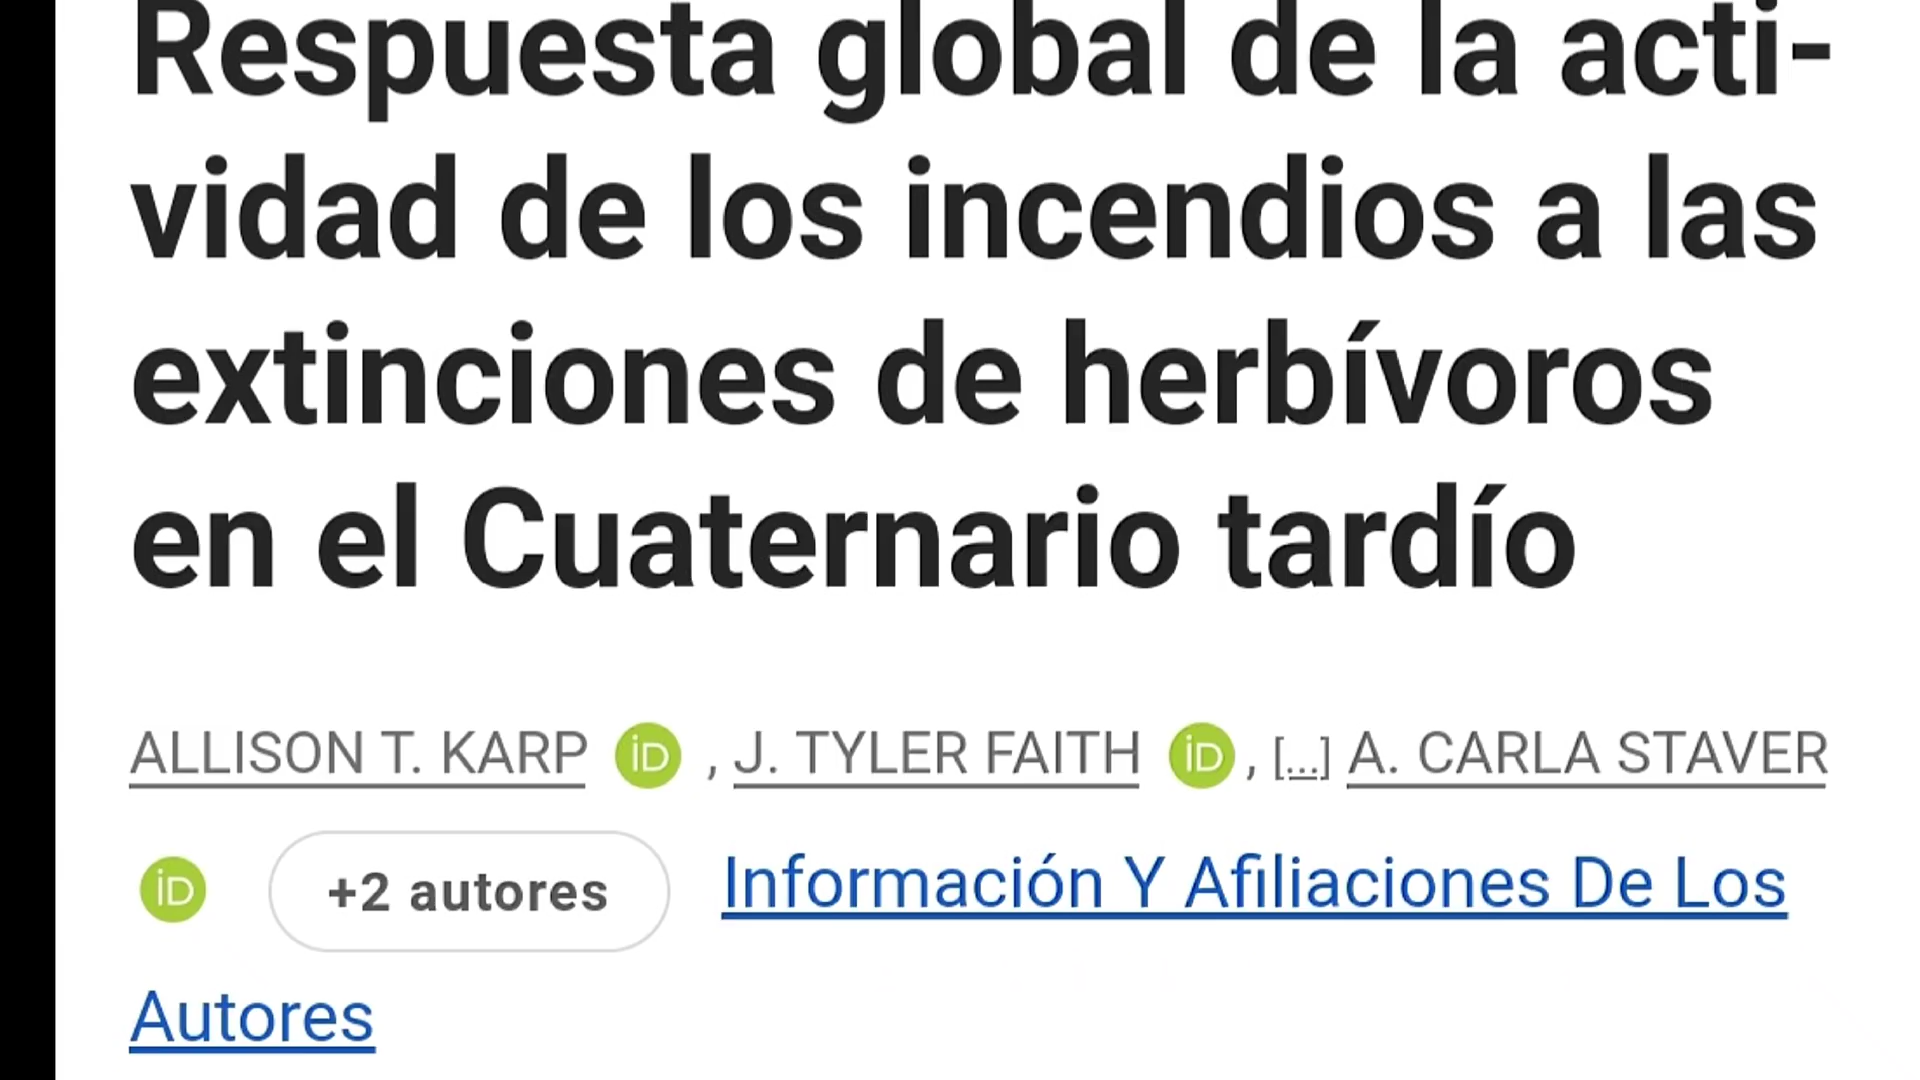 Respuesta global de la acti-
vidad de los incendios a las
extinciones de herbívoros
en el Cuaternario tardío
ALLISON T. KARP iD , J. TYLER FAITH iD , [...] A. CARLA STAVER
iD +2 autores Información Y Afiliaciones De Los
Autores